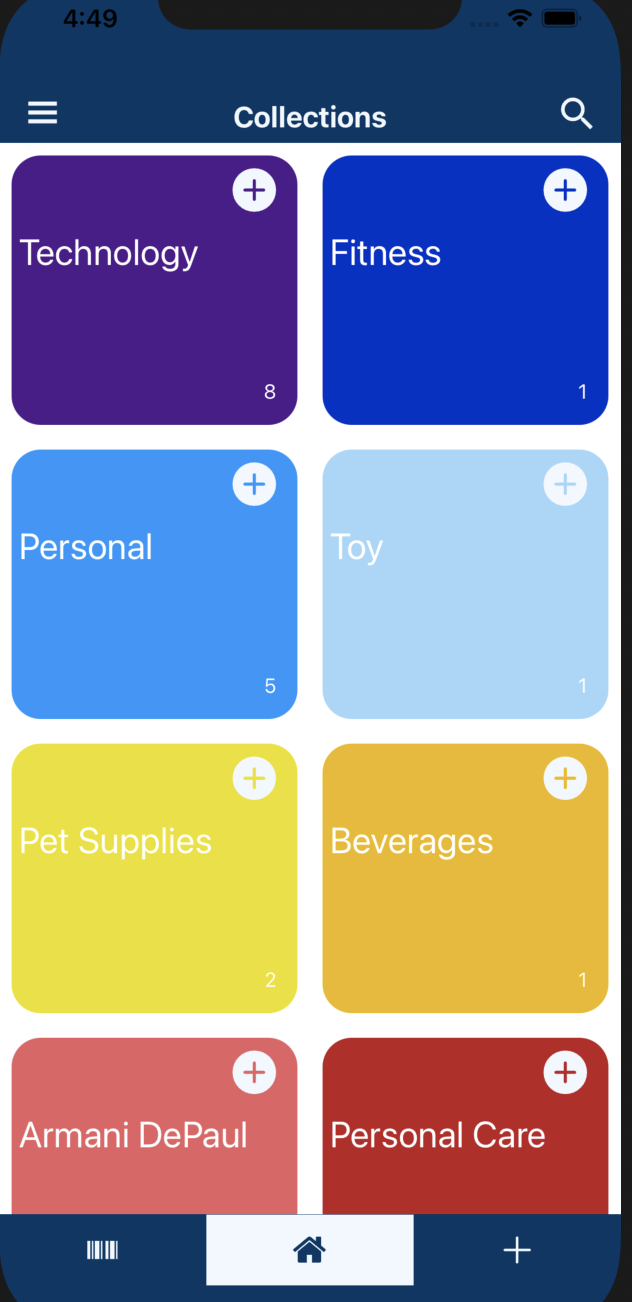 4:49
Collections
Technology
8
Fitness
1
Personal
5
Toy
1
Pet Supplies
2
Beverages
1
Armani DePaul
Personal Care